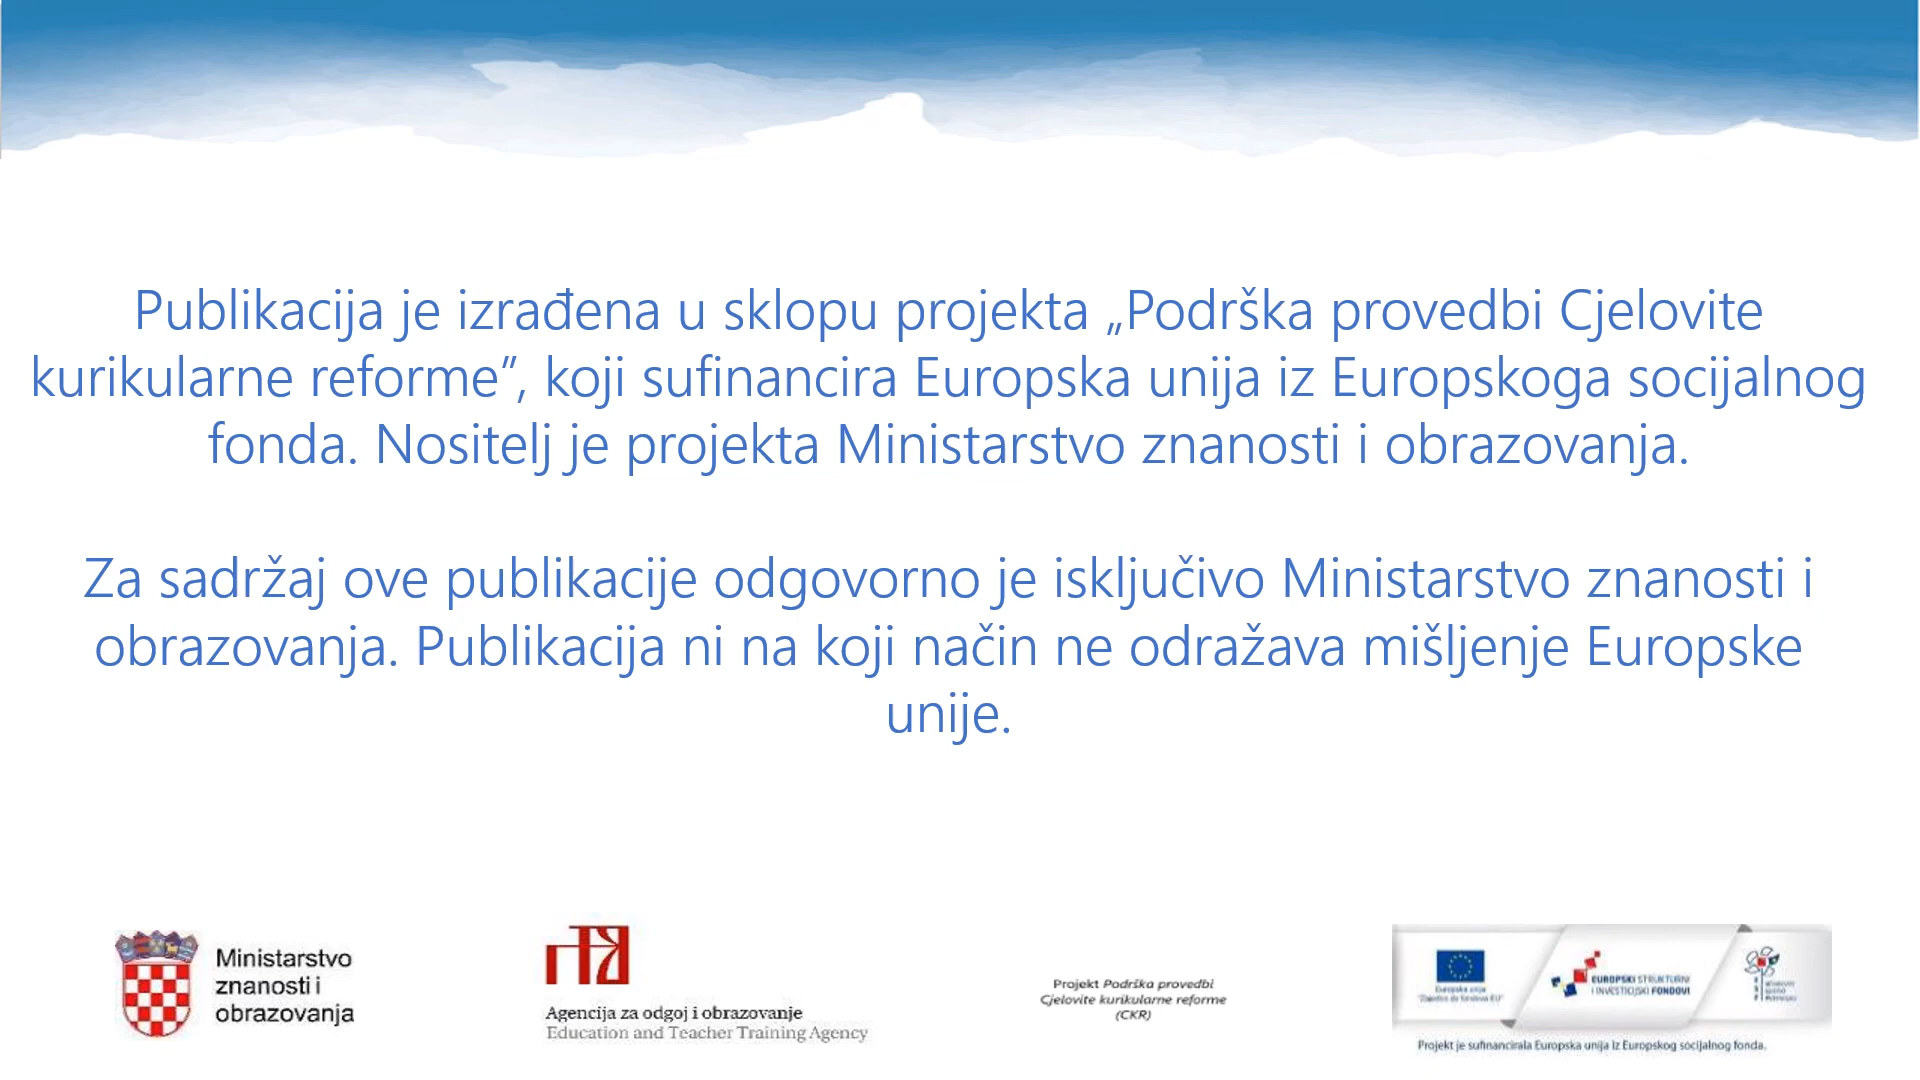 Publikacija je izrađena u sklopu projekta „Podrška provedbi Cjelovite
kurikularne reforme”, koji sufinancira Europska unija iz Europskoga socijalnog
fonda. Nositelj je projekta Ministarstvo znanosti i obrazovanja.
Za sadržaj ove publikacije odgovorno je isključivo Ministarstvo znanosti i
obrazovanja. Publikacija ni na koji način ne odražava mišljenje Europske
unije.
Ministarstvo
znanosti i
obrazovanja
Agencija za odgoj i obrazovanje
Education and Teacher Training Agency
Projekt Podrška provedbi
Cjelovite kurikularne reforme
(CKR)
Europska unija
EUROPSKI STRUKTURNI
I INVESTICIJSKI FONDOVI
Projekt je sufinancirala Europska unija iz Europskog socijalnog fonda.